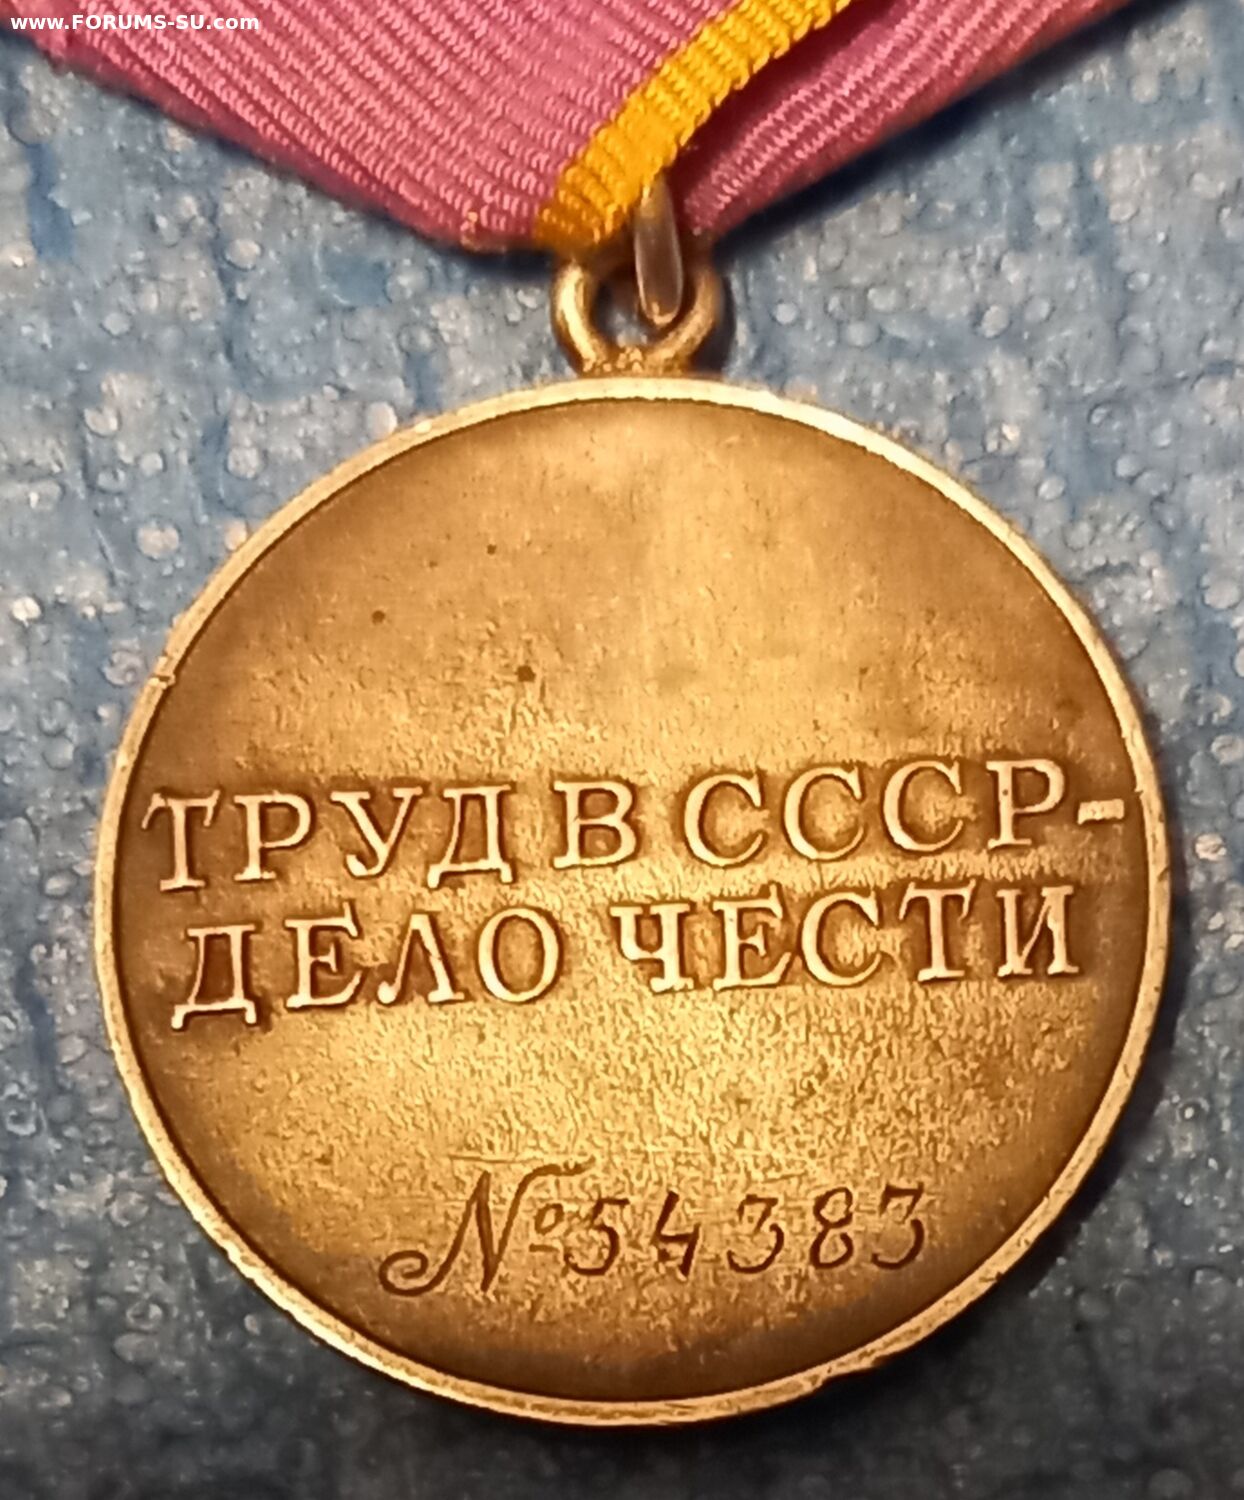 www.FORUMS-SU.com
ТРУД В СССР-
ДЕЛО ЧЕСТИ
№54383